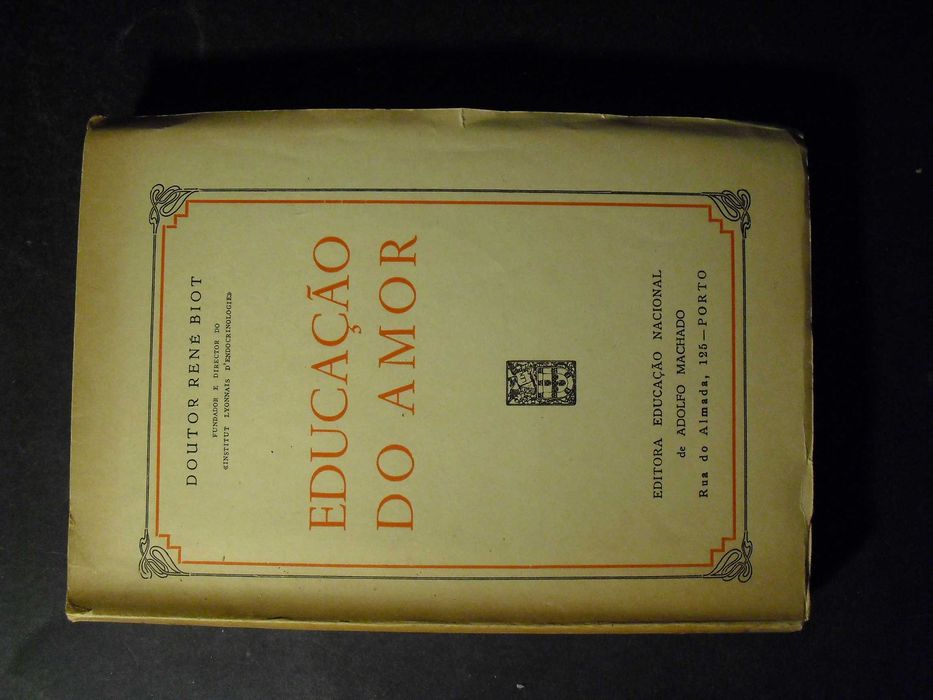 DOUTOR RENÉ BIOT
FUNDADOR E DIRECTOR DO
«INSTITUT LYONNAIS D'ENDOCRINOLOGIE»
EDUCAÇÃO
DO AMOR
EDITORA EDUCAÇÃO NACIONAL
de ADOLFO MACHADO
Rua do Almada, 125—PORTO